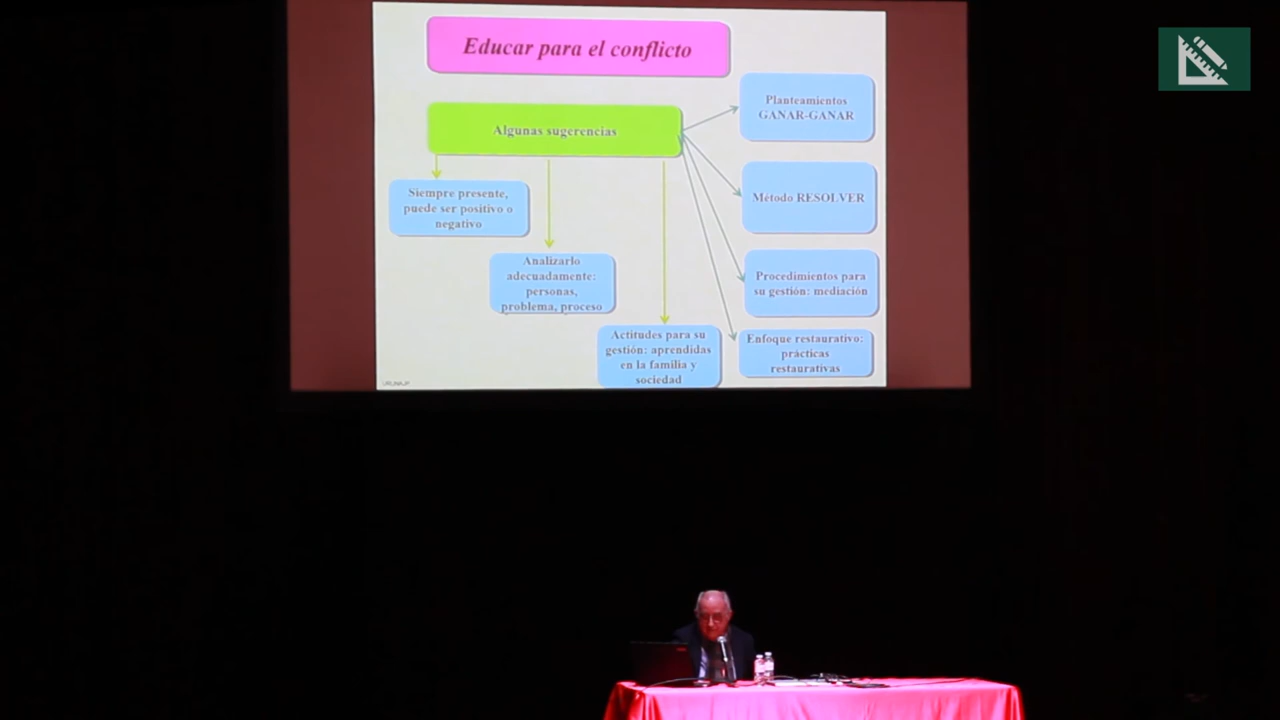 Educar para el conflicto
Algunas sugerencias
Siempre presente,
puede ser positivo o
negativo
Analizarlo
adecuadamente:
personas,
problema, proceso
Actitudes para su
gestión: aprendidas
en la familia y
sociedad
Planteamientos
GANAR-GANAR
Método RESOLVER
Procedimientos para
su gestión: mediación
Enfoque restaurativo:
prácticas
restaurativas